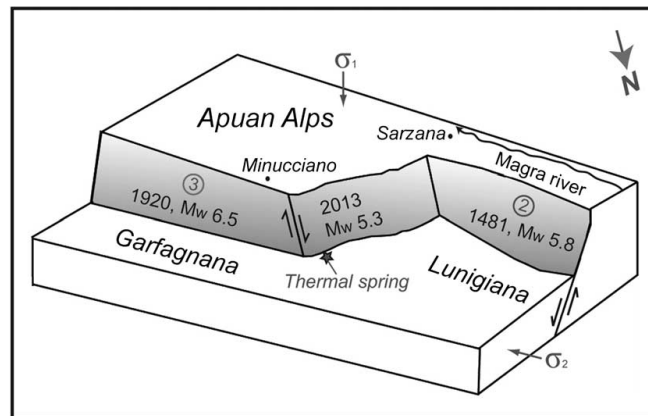 σ1
N
Apuan Alps
Sarzana
Magra river
Minucciano
③
1920, Mw 6.5
2013
Mw 5.3
②
1481, Mw 5.8
Garfagnana
Thermal spring
Lunigiana
σ2